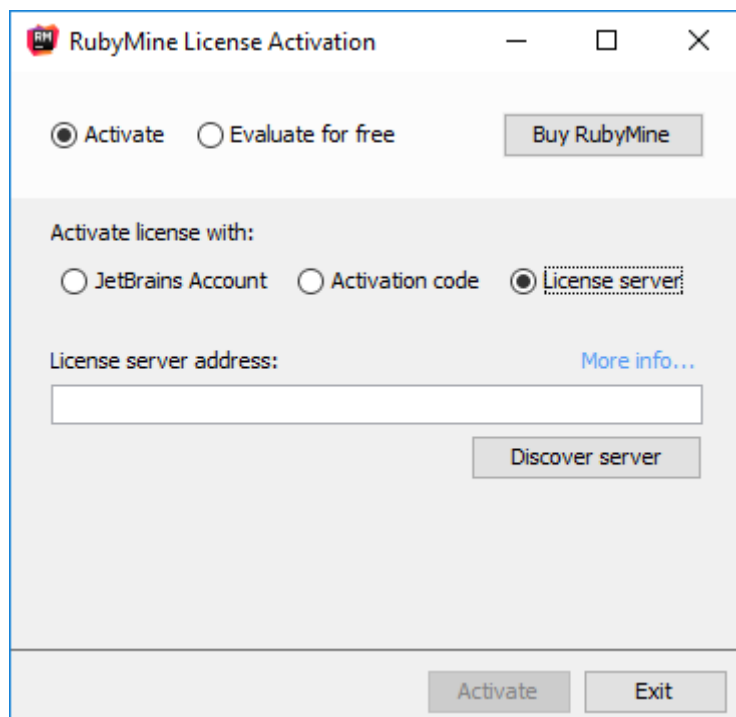 RM RubyMine License Activation
Activate Evaluate for free Buy RubyMine
Activate license with:
JetBrains Account Activation code License server
License server address: More info...
Discover server
Activate Exit